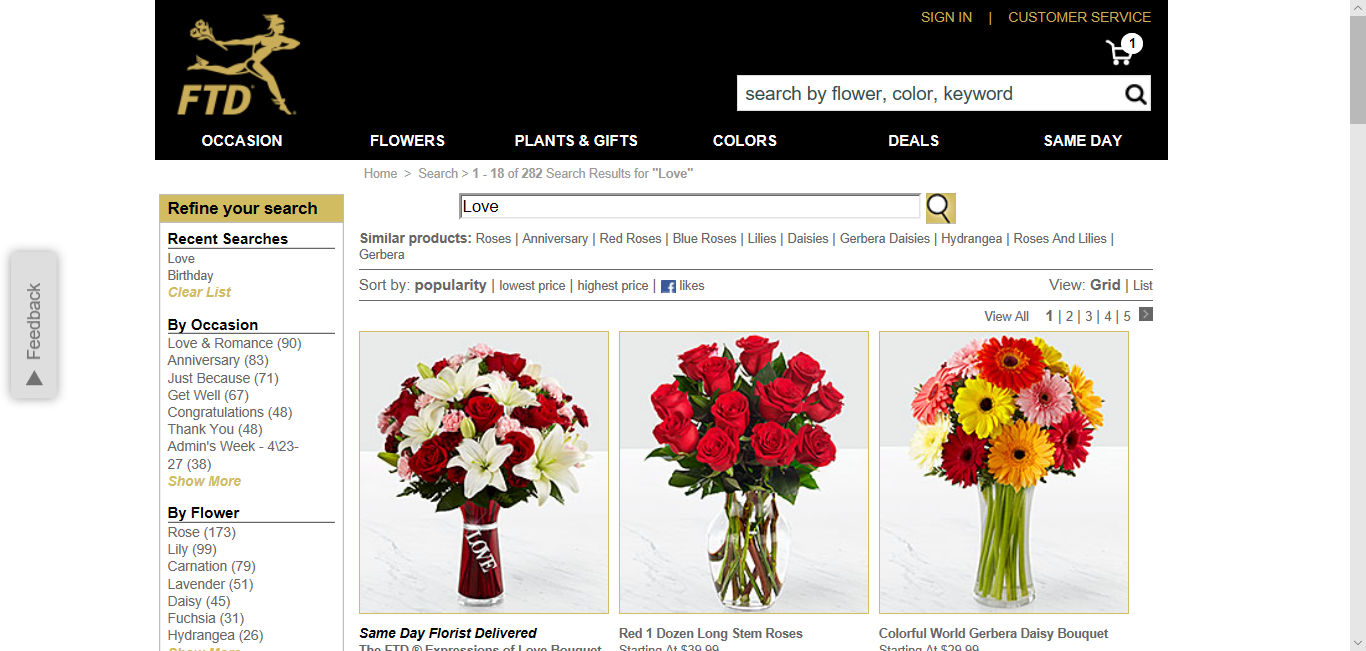 SIGN IN | CUSTOMER SERVICE
1
FTD
search by flower, color, keyword
OCCASION FLOWERS PLANTS & GIFTS COLORS DEALS SAME DAY
Home > Search > 1 - 18 of 282 Search Results for "Love"
Refine your search
Recent Searches
Love
Birthday
Clear List
By Occasion
Love & Romance (90)
Anniversary (83)
Just Because (71)
Get Well (67)
Congratulations (48)
Thank You (48)
Admin's Week - 4\23-
27 (38)
Show More
By Flower
Rose (173)
Lily (99)
Carnation (79)
Lavender (51)
Daisy (45)
Fuchsia (31)
Hydrangea (26)
Show More
Feedback
Love
Similar products: Roses | Anniversary | Red Roses | Blue Roses | Lilies | Daisies | Gerbera Daisies | Hydrangea | Roses And Lilies |
Gerbera
Sort by: popularity | lowest price | highest price | f likes
View: Grid | List
View All 1 | 2 | 3 | 4 | 5
LOVE
Same Day Florist Delivered
The FTD ® Expressions of Love Bouquet
Red 1 Dozen Long Stem Roses
Starting At $39.99
Colorful World Gerbera Daisy Bouquet
Starting At $29.99